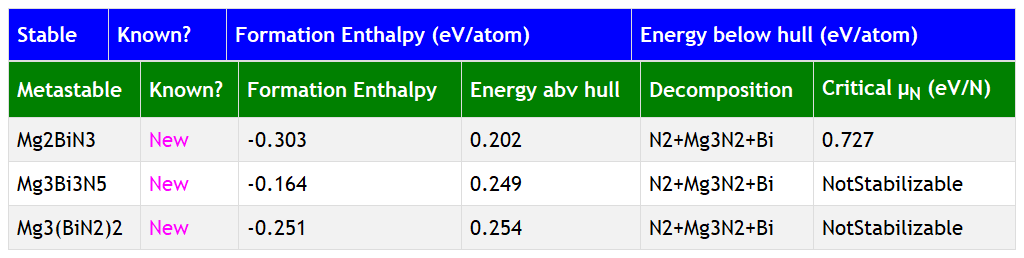 Stable Known? Formation Enthalpy (eV/atom) Energy below hull (eV/atom)
Metastable Known? Formation Enthalpy Energy abv hull Decomposition Critical μN (eV/N)
Mg2BiN3 New -0.303 0.202 N2+Mg3N2+Bi 0.727
Mg3Bi3N5 New -0.164 0.249 N2+Mg3N2+Bi NotStabilizable
Mg3(BiN2)2 New -0.251 0.254 N2+Mg3N2+Bi NotStabilizable